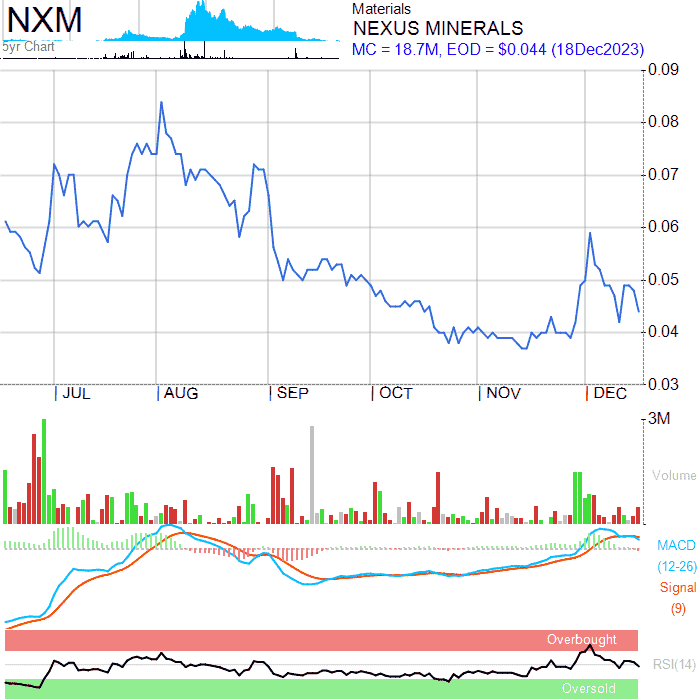 NXM
5yr Chart
Materials
NEXUS MINERALS
MC = 18.7M, EOD = $0.044 (18Dec2023)
0.09
0.08
0.07
0.06
0.05
0.04
0.03
JUL AUG SEP OCT NOV DEC
3M
Volume
MACD
(12-26)
Signal
(9)
Overbought
RSI(14)
Oversold